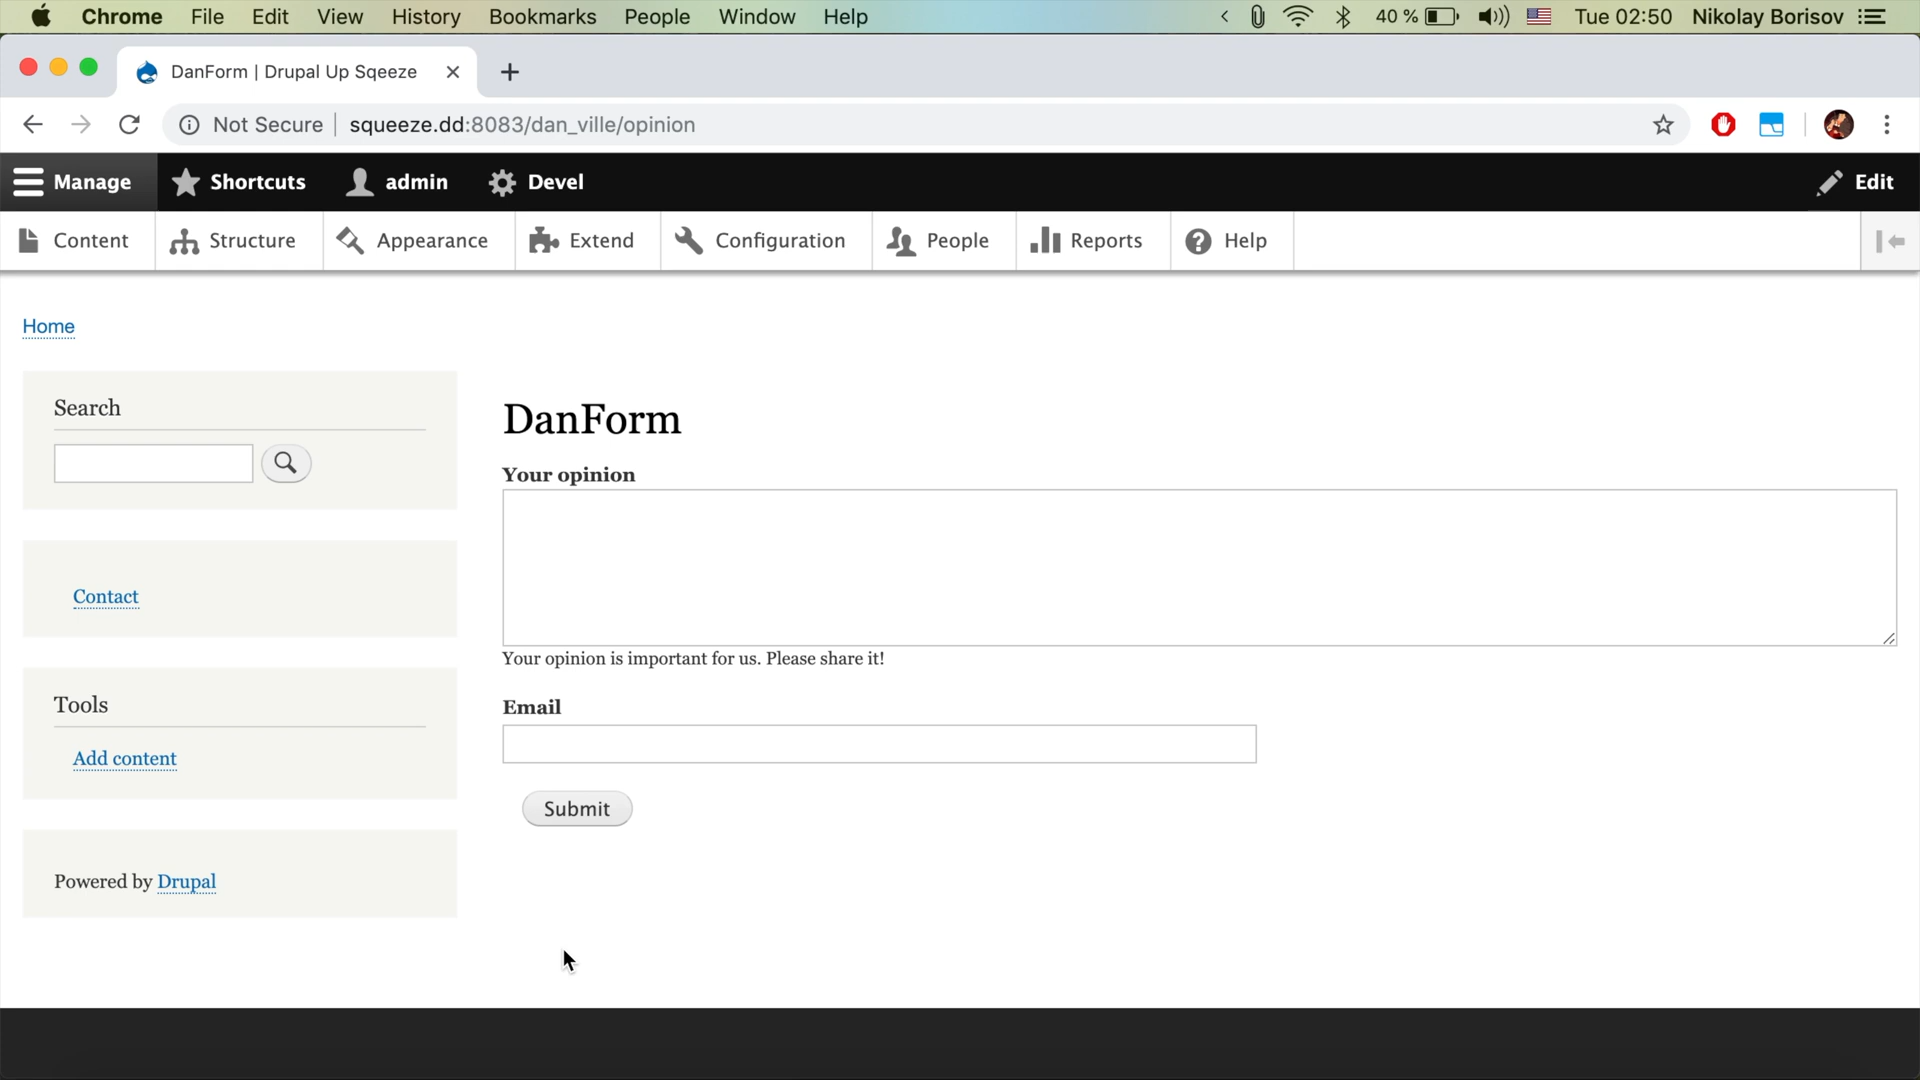 Chrome File Edit View History Bookmarks People Window Help 40 % Tue 02:50 Nikolay Borisov
DanForm | Drupal Up Sqeeze
Not Secure squeeze.dd:8083/dan_ville/opinion
Manage Shortcuts admin Devel Edit
Content Structure Appearance Extend Configuration People Reports Help
Home
Search
Contact
Tools
Add content
Powered by Drupal
DanForm
Your opinion
Your opinion is important for us. Please share it!
Email
Submit